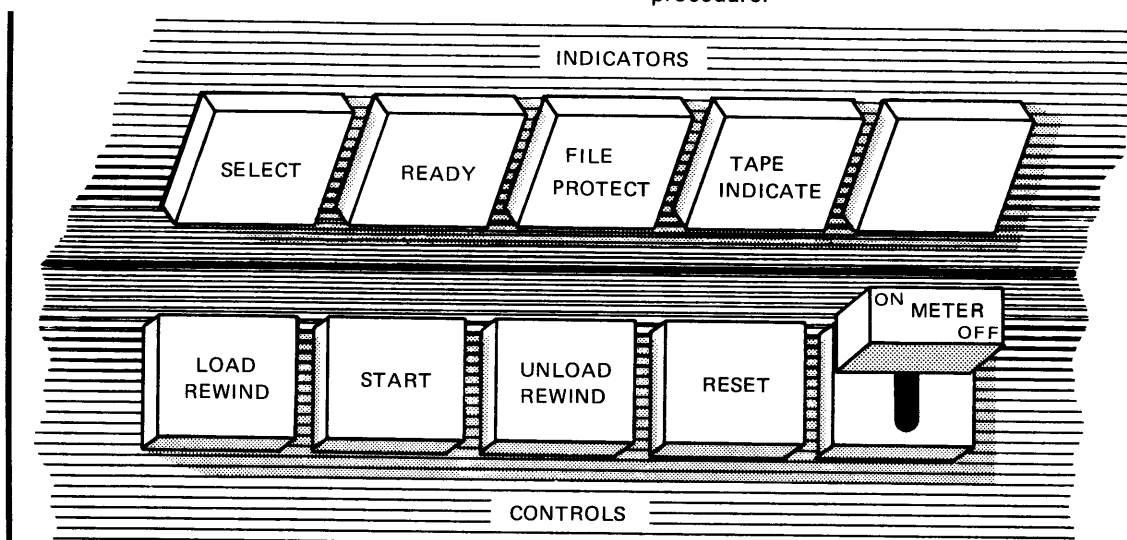 procedure.
INDICATORS
SELECT
READY
FILE
PROTECT
TAPE
INDICATE
LOAD
REWIND
START
UNLOAD
REWIND
RESET
ON METER
OFF
CONTROLS